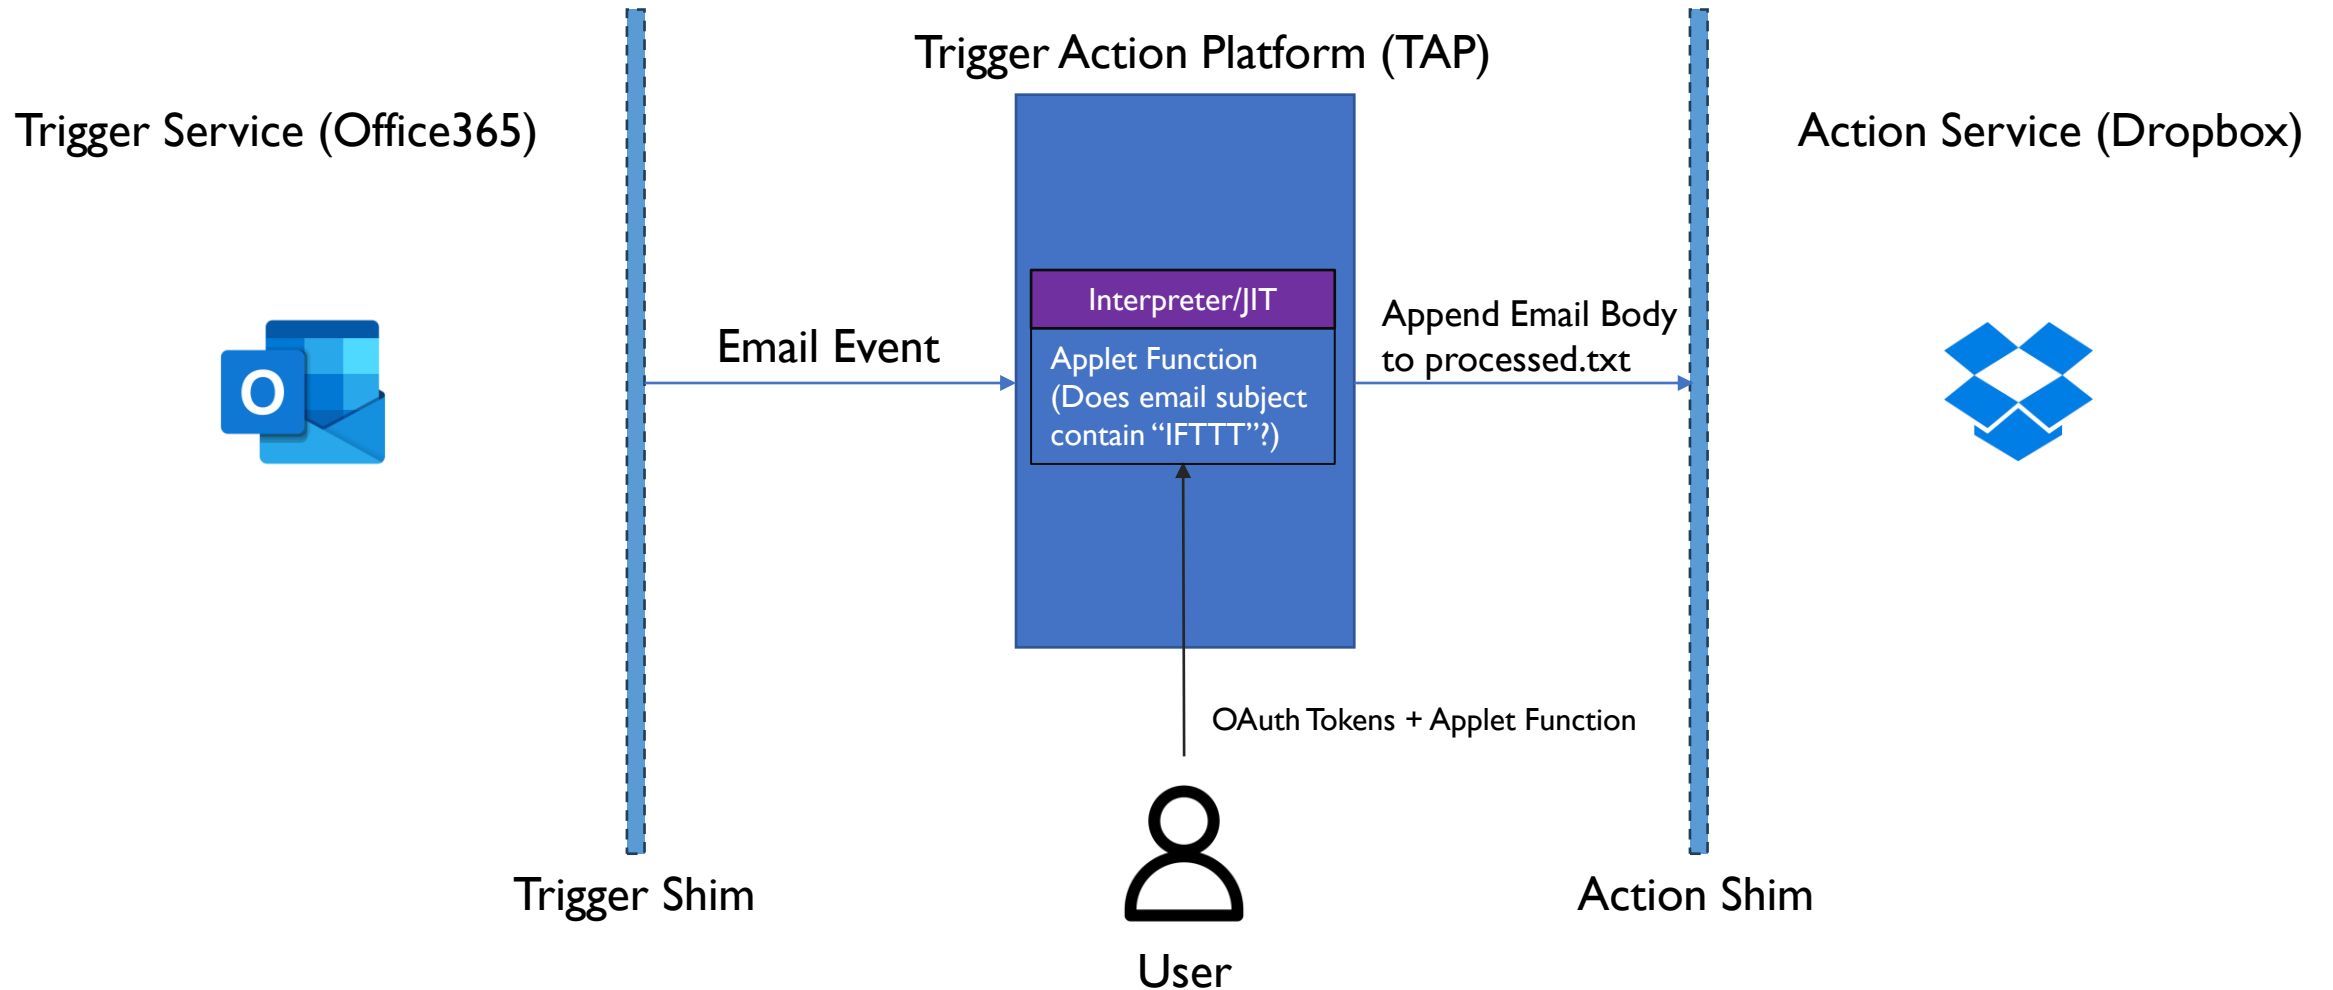 Trigger Action Platform (TAP)
Trigger Service (Office365)
Action Service (Dropbox)
Interpreter/JIT
Email Event
Applet Function
(Does email subject
contain “IFTTT”?)
Append Email Body
to processed.txt
O
OAuth Tokens + Applet Function
Trigger Shim
Action Shim
User